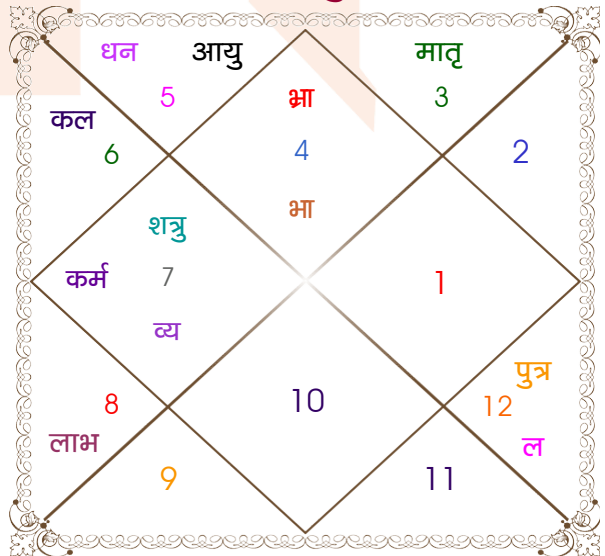 धन आयु मातृ
5 भ्रा 3
कल
6 4 2
शत्रु भा
कर्म 7 1
व्य
पुत्र
8 10 12
लाभ ल
9 11